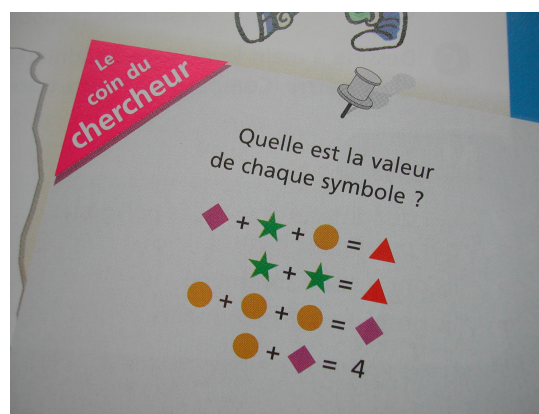 Le
coin du
chercheur
Quelle est la valeur
de chaque symbole ?
+ + =
+ =
+ + =
+ = 4